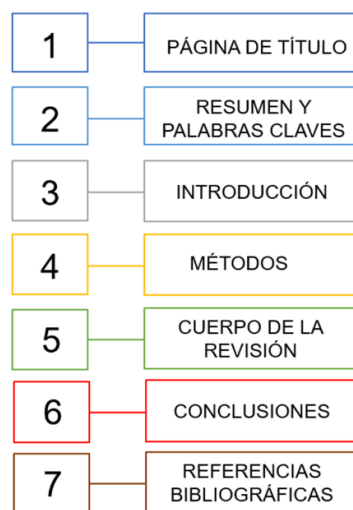 1
PÁGINA DE TÍTULO
2
RESUMEN Y
PALABRAS CLAVES
3
INTRODUCCIÓN
4
MÉTODOS
5
CUERPO DE LA
REVISIÓN
6
CONCLUSIONES
7
REFERENCIAS
BIBLIOGRÁFICAS